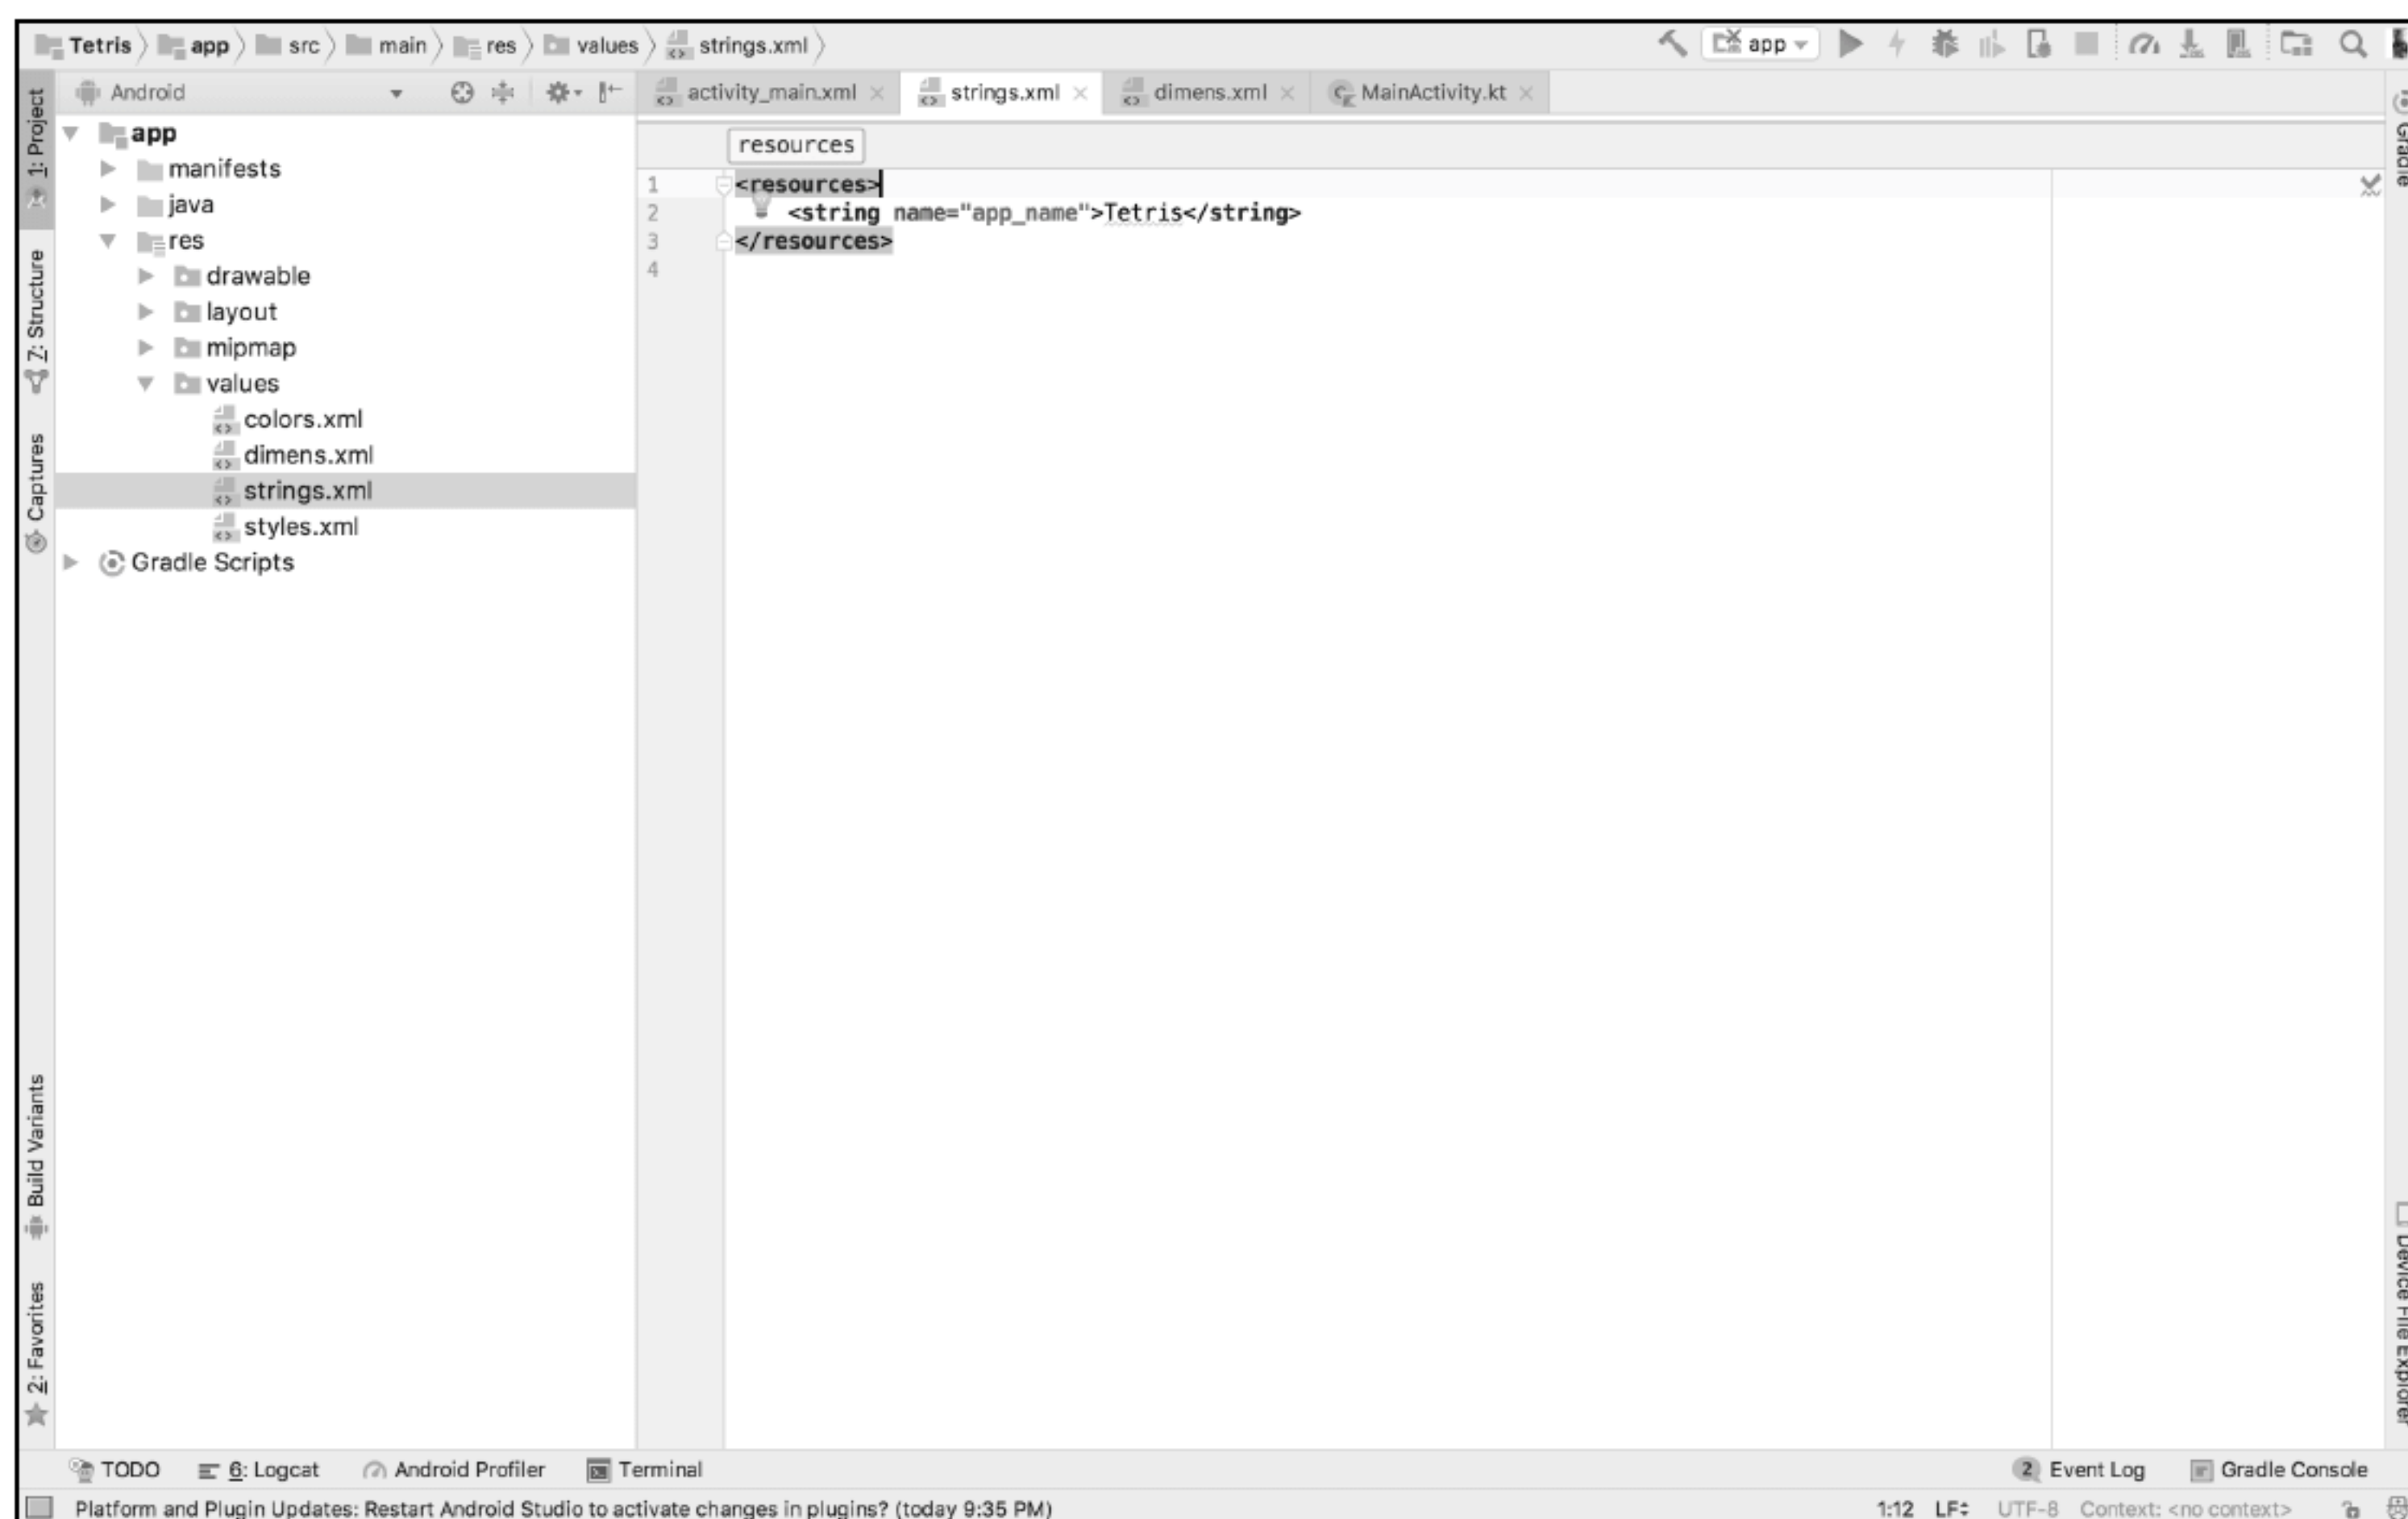 Tetris app src main res values strings.xml
app
Android
activity_main.xml strings.xml dimens.xml MainActivity.kt
1: Project
7: Structure
Captures
Build Variants
2: Favorites
app
manifests
java
res
drawable
layout
mipmap
values
colors.xml
dimens.xml
strings.xml
styles.xml
Gradle Scripts
resources
1 <resources>
2 <string name="app_name">Tetris</string>
3 </resources>
4
Gradle
Device File Explorer
TODO 6: Logcat Android Profiler Terminal
2 Event Log Gradle Console
Platform and Plugin Updates: Restart Android Studio to activate changes in plugins? (today 9:35 PM)
1:12 LF UTF-8 Context: <no context>